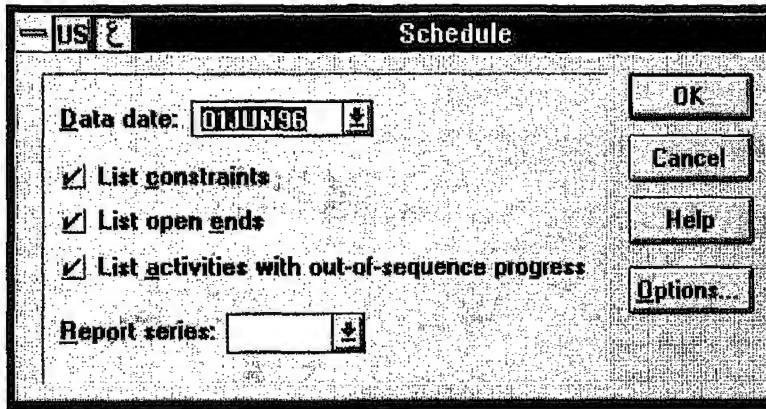 US ع Schedule
Data date: 01JUN96
List constraints
List open ends
List activities with out-of-sequence progress
Report series:
OK
Cancel
Help
Options...